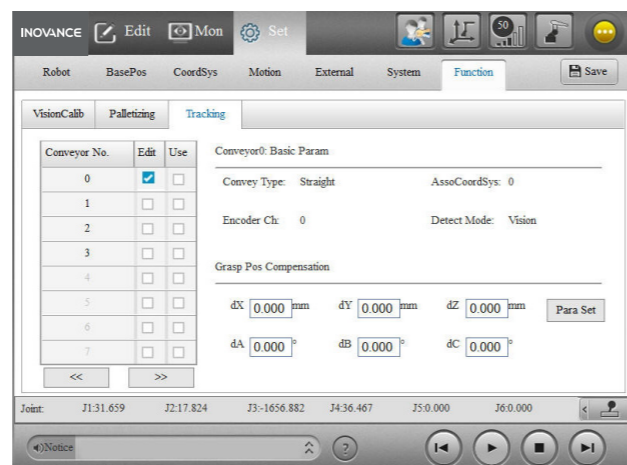 INOVANCE Edit Mon Set 50
Robot BasePos CoordSys Motion External System Function Save
VisionCalib Palletizing Tracking
Conveyor No. Edit Use Conveyor0: Basic Param
0 Convey Type: Straight AssoCoordSys: 0
1
2 Encoder Ch: 0 Detect Mode: Vision
3
4 Grasp Pos Compensation
5 dX 0.000 mm dY 0.000 mm dZ 0.000 mm Para Set
6
7 dA 0.000 ° dB 0.000 ° dC 0.000 °
<< >>
Joint: J1:31.659 J2:17.824 J3:-1656.882 J4:36.467 J5:0.000 J6:0.000 <
Notice ?